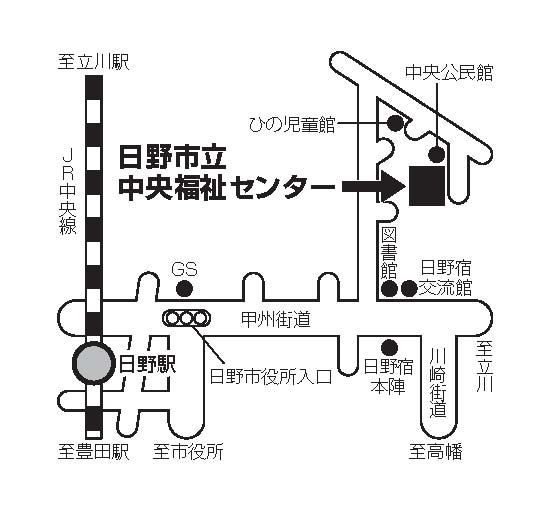 至立川駅
中央公民館
ひの児童館
JR中央線
日野市立
中央福祉センター
図書館
日野宿
交流館
GS
甲州街道
日野駅
日野市役所入口
日野宿
本陣
川崎街道
至立川
至豊田駅
至市役所
至高幡